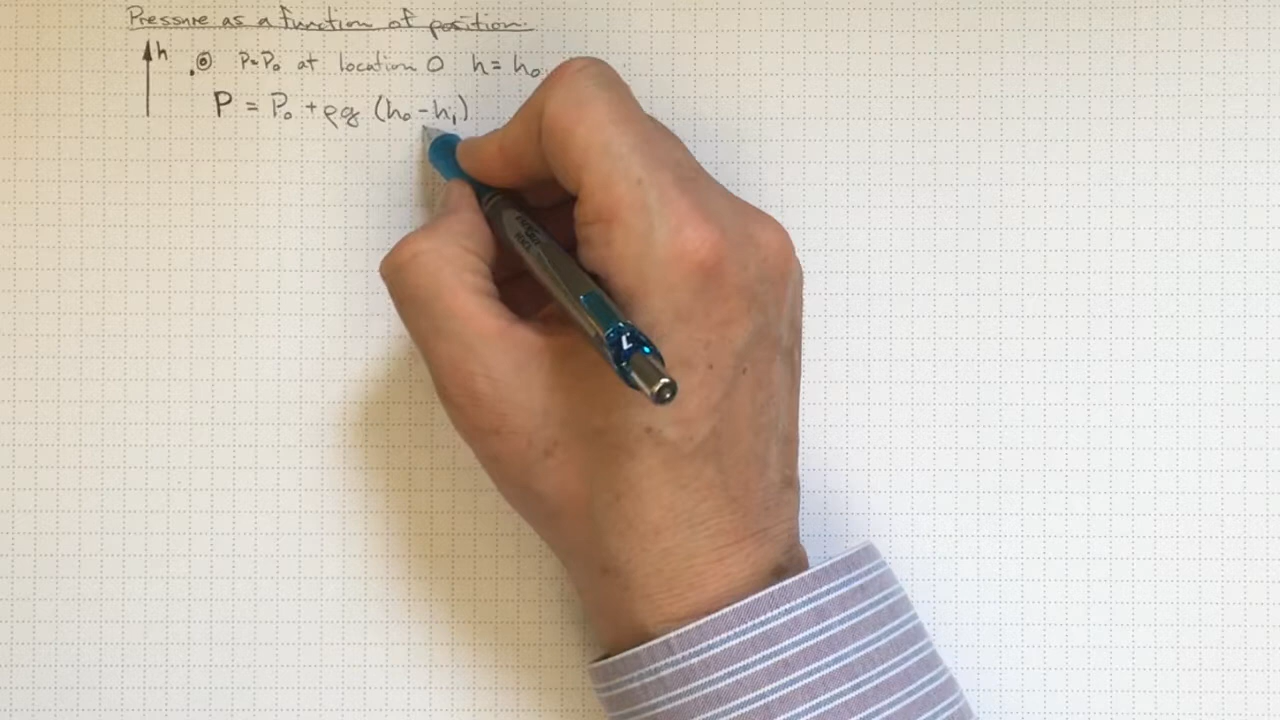 Pressure as a function of position.
h
P=P₀ at location 0 h = h₀
P = P₀ + ρg (h₀ - h₁)